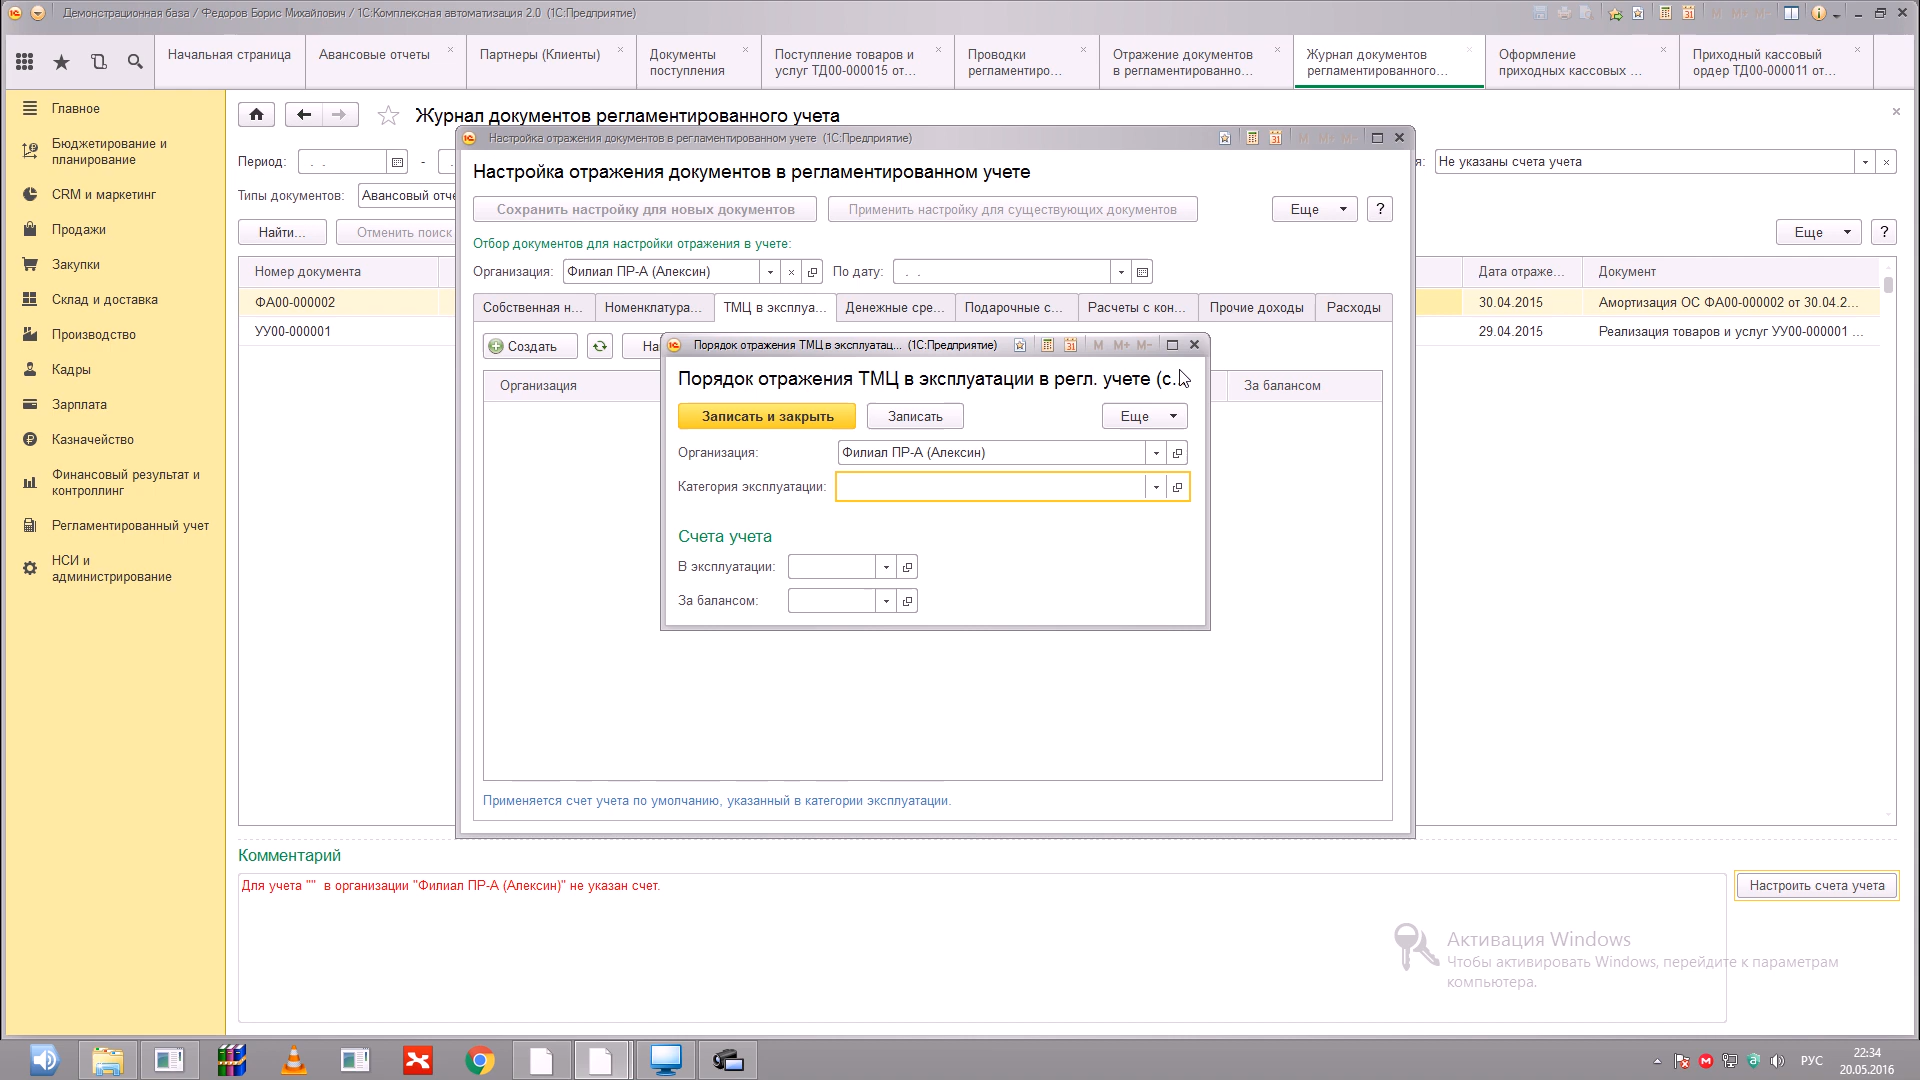 Демонстрационная база / Федоров Борис Михайлович / 1С:Комплексная автоматизация 2.0 (1С:Предприятие)
M M+ M-
Начальная страница
Авансовые отчеты
Партнеры (Клиенты)
Документы
поступления
Поступление товаров и
услуг ТД00-000015 от...
Проводки
регламентиро...
Отражение документов
в регламентированно...
Журнал документов
регламентированного...
Оформление
приходных кассовых ...
Приходный кассовый
ордер ТД00-000011 от...
Главное
Бюджетирование и
планирование
CRM и маркетинг
Продажи
Закупки
Склад и доставка
Производство
Кадры
Зарплата
Казначейство
Финансовый результат и
контроллинг
Регламентированный учет
НСИ и
администрирование
Журнал документов регламентированного учета
Период: . . - .
я: Не указаны счета учета
Типы документов: Авансовый отче
Найти...
Отменить поиск
Еще
?
Номер документа
Дата отраже...
Документ
ФА00-000002
30.04.2015
Амортизация ОС ФА00-000002 от 30.04.2...
УУ00-000001
29.04.2015
Реализация товаров и услуг УУ00-000001 ...
Настройка отражения документов в регламентированном учете (1С:Предприятие)
31 M M+ M-
Настройка отражения документов в регламентированном учете
Сохранить настройку для новых документов
Применить настройку для существующих документов
Еще
?
Отбор документов для настройки отражения в учете:
Организация: Филиал ПР-А (Алексин)
По дату: . .
Собственная н...
Номенклатура...
ТМЦ в эксплуа...
Денежные сре...
Подарочные с...
Расчеты с кон...
Прочие доходы
Расходы
Создать
На
Организация
За балансом
Порядок отражения ТМЦ в эксплуатац... (1С:Предприятие)
31 M M+ M-
Порядок отражения ТМЦ в эксплуатации в регл. учете (с...
Записать и закрыть
Записать
Еще
Организация: Филиал ПР-А (Алексин)
Категория эксплуатации:
Счета учета
В эксплуатации:
За балансом:
Применяется счет учета по умолчанию, указанный в категории эксплуатации.
Комментарий
Для учета "" в организации "Филиал ПР-А (Алексин)" не указан счет.
Настроить счета учета
Активация Windows
Чтобы активировать Windows, перейдите к параметрам
компьютера.
РУС
22:34
20.05.2016